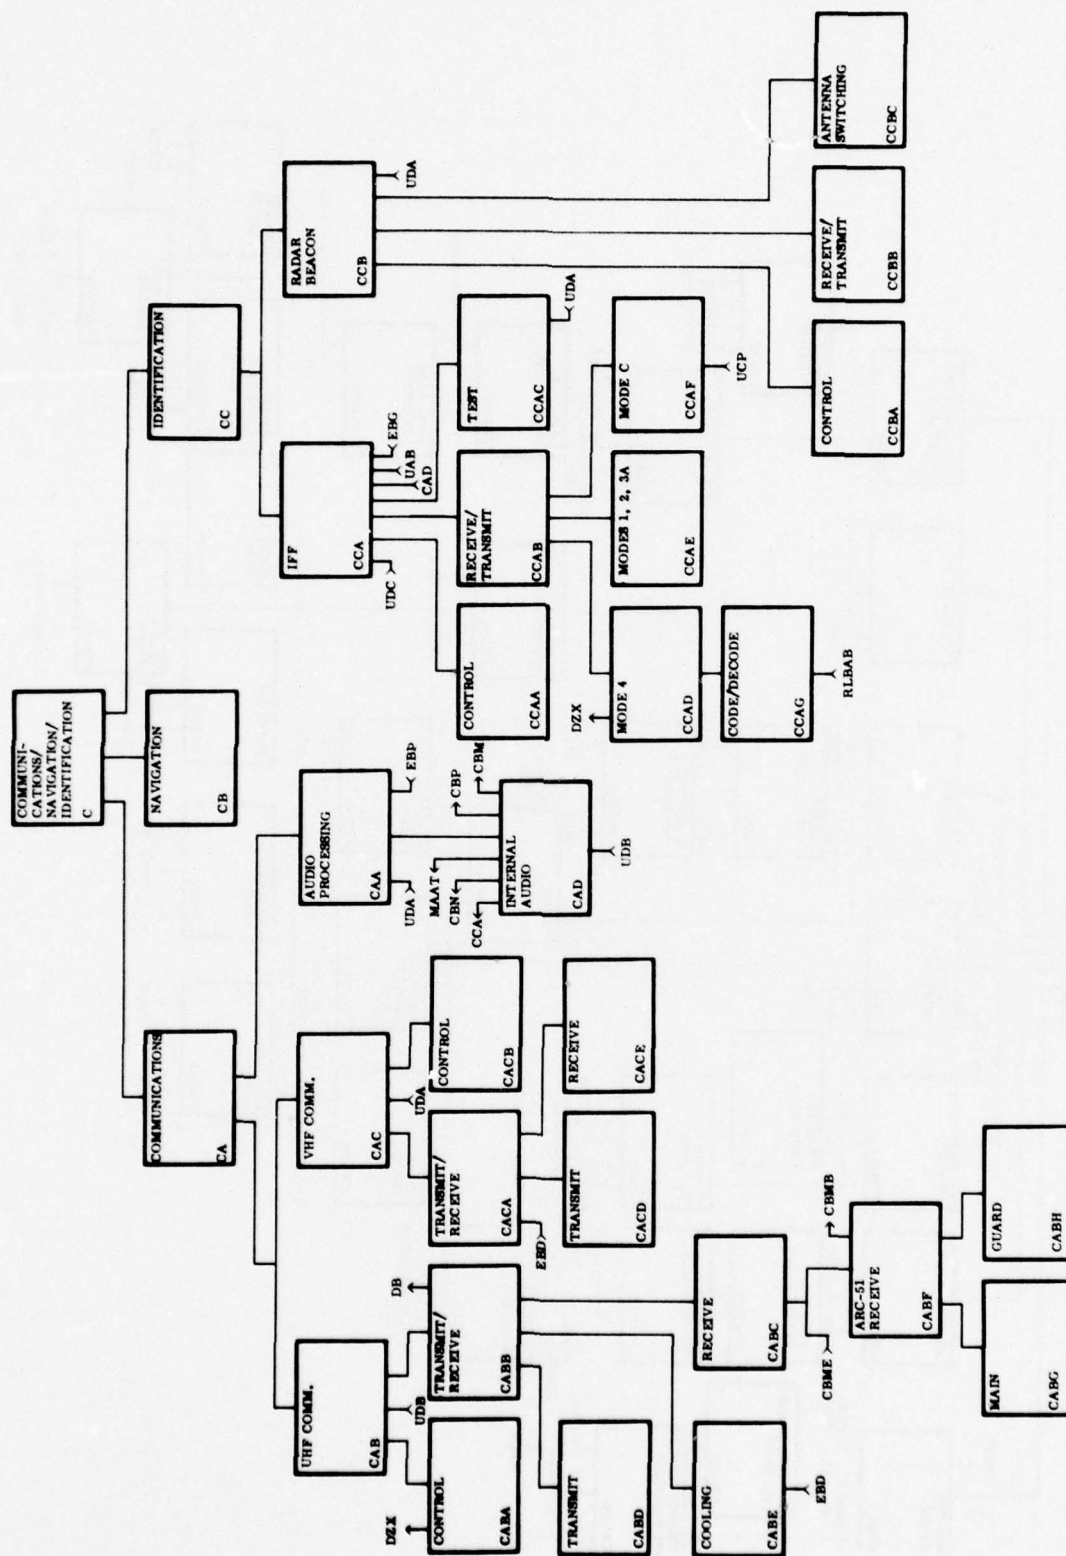 COMMUNI-
CATIONS/
NAVIGATION/
IDENTIFICATION
C
COMMUNICATIONS
CA
NAVIGATION
CB
IDENTIFICATION
CC
UHF COMM.
CAB
UDB
VHF COMM.
CAC
UDA
AUDIO
PROCESSING
CAA
UDA
EBP
IFF
CCA
UDC
CAD
UAB
EBG
RADAR
BEACON
CCB
UDA
DZX
CONTROL
CABA
DB
TRANSMIT/
RECEIVE
CABB
TRANSMIT/
RECEIVE
CACA
EBD
CONTROL
CACB
CCA
CBN
MAAT
CBP
CBM
INTERNAL
AUDIO
CAD
UDB
CONTROL
CCAA
RECEIVE/
TRANSMIT
CCAB
TEST
CCAC
UDA
TRANSMIT
CABD
TRANSMIT
CACD
RECEIVE
CACE
DZX
MODE 4
CCAD
MODES 1, 2, 3A
CCAE
MODE C
CCAF
UCP
COOLING
CABE
EBD
RECEIVE
CABC
CBME
CODE/DECODE
CCAG
RLBAB
CONTROL
CCBA
RECEIVE/
TRANSMIT
CCBB
ANTENNA
SWITCHING
CCBC
CBMB
ARC-51
RECEIVE
CABF
MAIN
CABG
GUARD
CABH